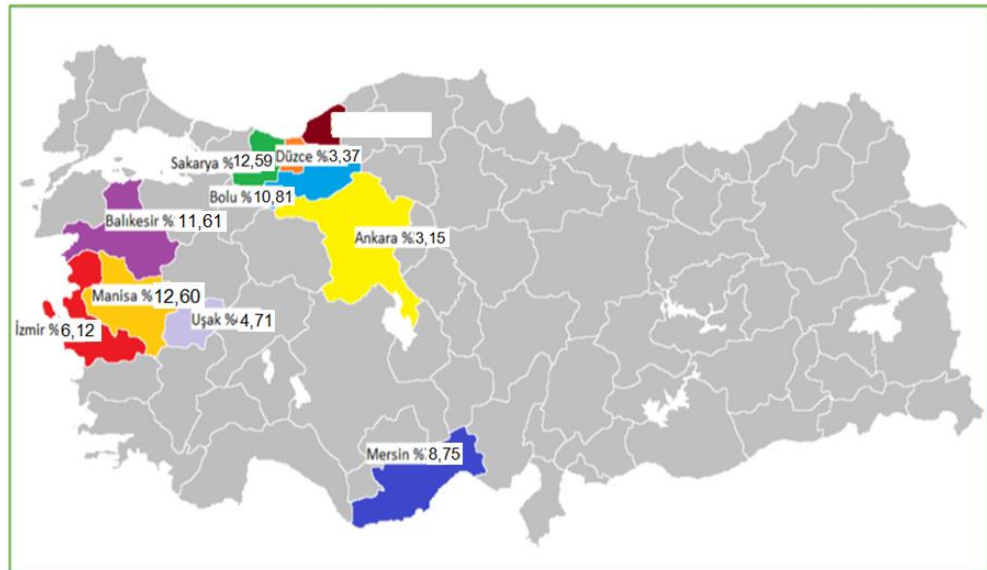 Sakarya %12,59
Düzce %3,37
Bolu %10,81
Balıkesir %11,61
Ankara %3,15
Manisa %12,60
Uşak %4,71
İzmir %6,12
Mersin %8,75